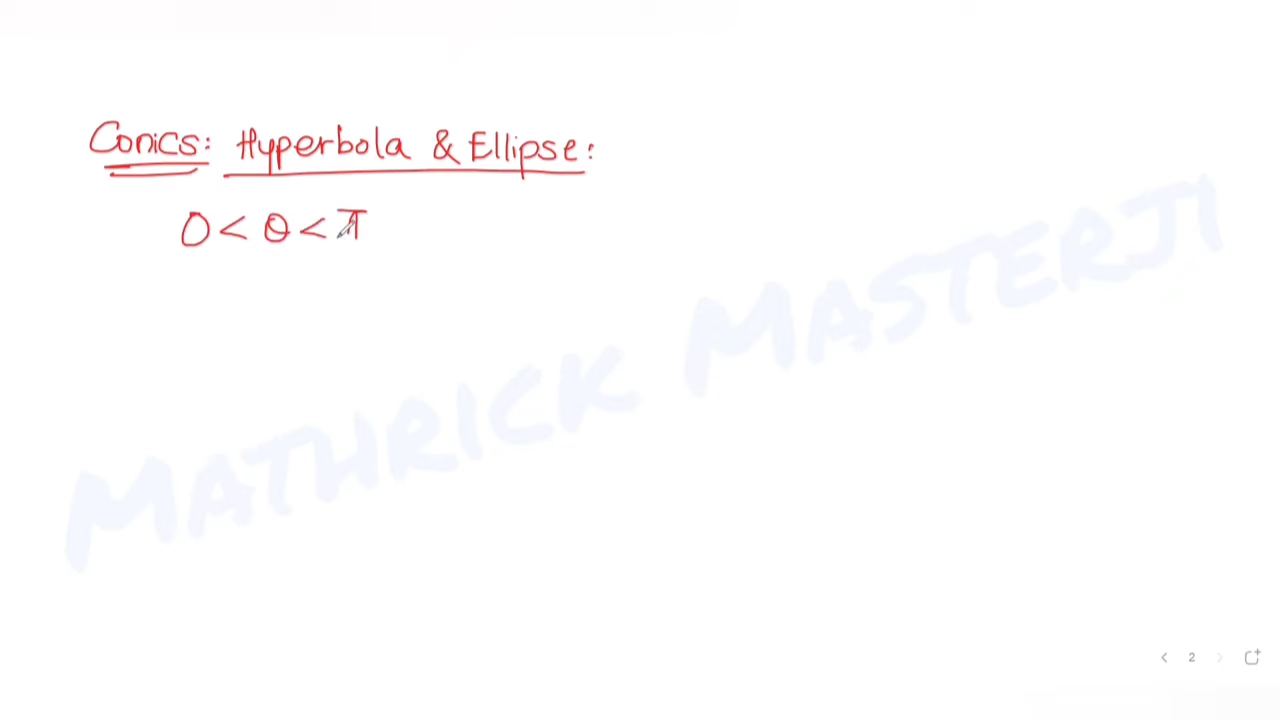 Conics: Hyperbola & Ellipse:
0 < θ < π
MATHRICK MASTERJI
2